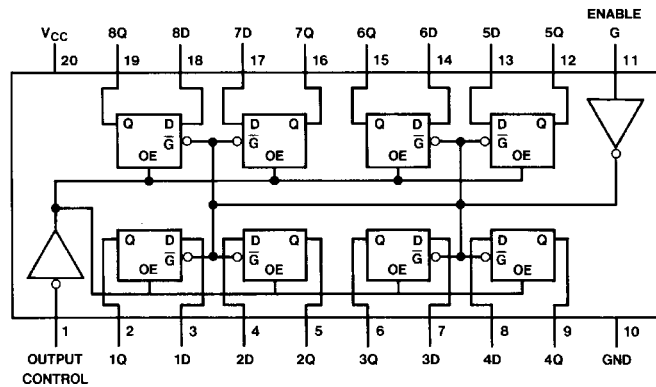 ENABLE
VCC 8Q 8D 7D 7Q 6Q 6D 5D 5Q G
20 19 18 17 16 15 14 13 12 11
Q D G OE
D Q G OE
Q D G OE
D Q G OE
Q D G OE
D Q G OE
Q D G OE
D Q G OE
1 2 3 4 5 6 7 8 9 10
OUTPUT 1Q 1D 2D 2Q 3Q 3D 4D 4Q GND
CONTROL